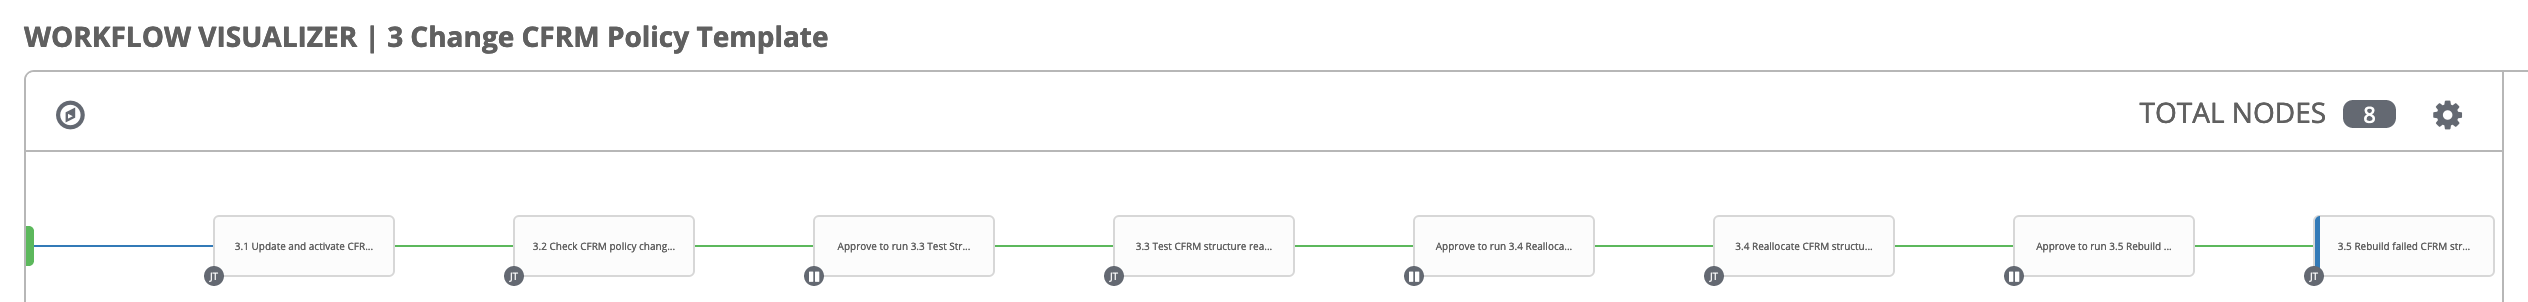 WORKFLOW VISUALIZER | 3 Change CFRM Policy Template
TOTAL NODES 8
3.1 Update and activate CFR...
3.2 Check CFRM policy chang...
Approve to run 3.3 Test Str...
3.3 Test CFRM structure rea...
Approve to run 3.4 Realloca...
3.4 Reallocate CFRM structu...
Approve to run 3.5 Rebuild ...
3.5 Rebuild failed CFRM str...
JT
JT
JT
JT
JT